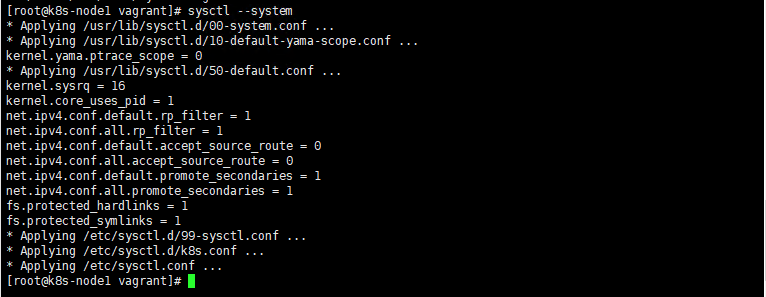 [root@k8s-node1 vagrant]# sysctl --system
* Applying /usr/lib/sysctl.d/00-system.conf ...
* Applying /usr/lib/sysctl.d/10-default-yama-scope.conf ...
kernel.yama.ptrace_scope = 0
* Applying /usr/lib/sysctl.d/50-default.conf ...
kernel.sysrq = 16
kernel.core_uses_pid = 1
net.ipv4.conf.default.rp_filter = 1
net.ipv4.conf.all.rp_filter = 1
net.ipv4.conf.default.accept_source_route = 0
net.ipv4.conf.all.accept_source_route = 0
net.ipv4.conf.default.promote_secondaries = 1
net.ipv4.conf.all.promote_secondaries = 1
fs.protected_hardlinks = 1
fs.protected_symlinks = 1
* Applying /etc/sysctl.d/99-sysctl.conf ...
* Applying /etc/sysctl.d/k8s.conf ...
* Applying /etc/sysctl.conf ...
[root@k8s-node1 vagrant]#